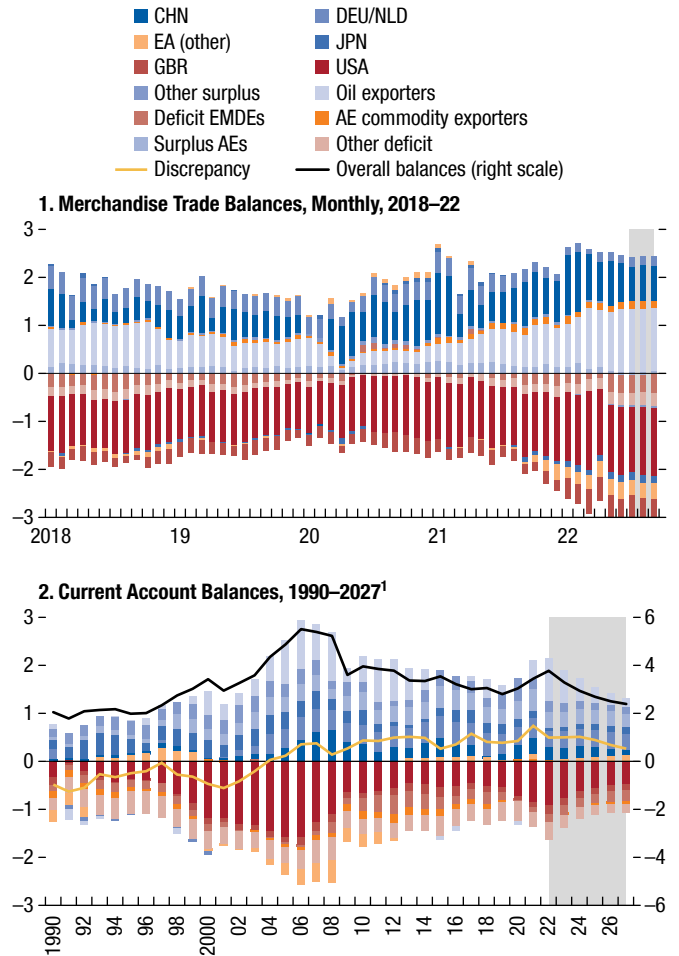 CHN DEU/NLD
EA (other) JPN
GBR USA
Other surplus Oil exporters
Deficit EMDEs AE commodity exporters
Surplus AEs Other deficit
Discrepancy Overall balances (right scale)
1. Merchandise Trade Balances, Monthly, 2018–22
3
2
1
0
–1
–2
–3
2018 19 20 21 22
2. Current Account Balances, 1990–2027¹
3 6
2 4
1 2
0 0
–1 –2
–2 –4
–3 –6
1990 92 94 96 98 2000 02 04 06 08 10 12 14 16 18 20 22 24 26